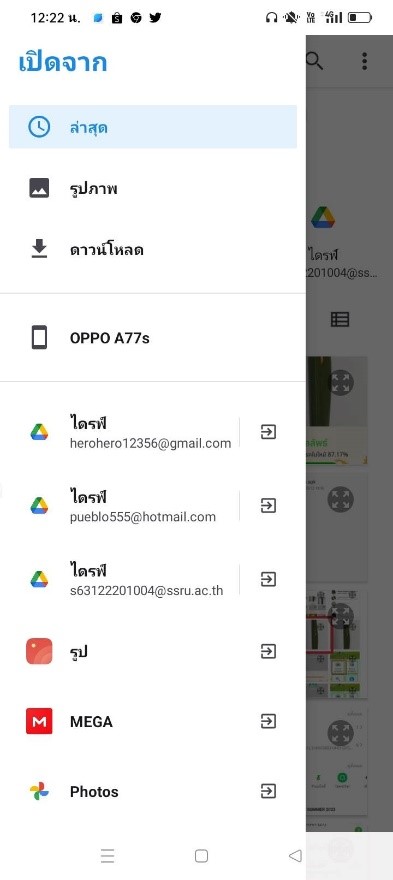 12:22 น.
เปิดจาก
ล่าสุด
รูปภาพ
ดาวน์โหลด
ไดรฟ์
201004@ss...
OPPO A77s
ไดรฟ์
herohero12356@gmail.com
87.17%
ไดรฟ์
pueblo555@hotmail.com
ไดรฟ์
s63122201004@ssru.ac.th
รูป
MEGA
Photos